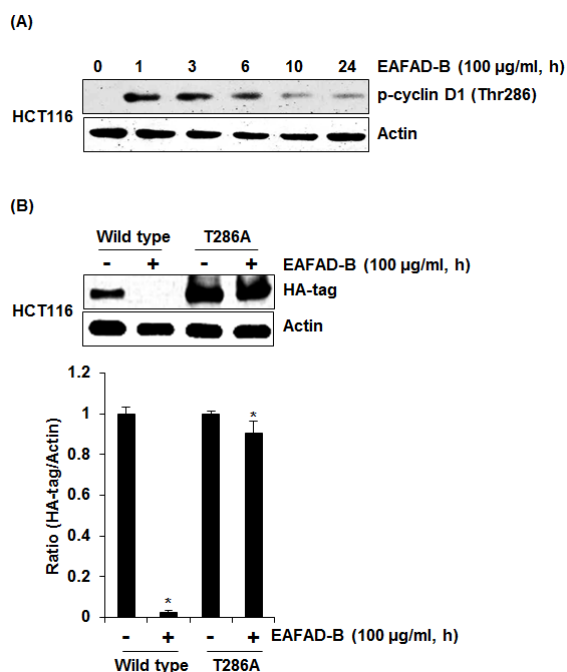 (A)
0 1 3 6 10 24 EAFAD-B (100 µg/ml, h)
p-cyclin D1 (Thr286)
HCT116
Actin
(B)
Wild type T286A
- + - + EAFAD-B (100 µg/ml, h)
HA-tag
HCT116
Actin
1.2
1
0.8
0.6
0.4
0.2
0
Ratio (HA-tag/Actin)
* *
- + - + EAFAD-B (100 µg/ml, h)
Wild type T286A